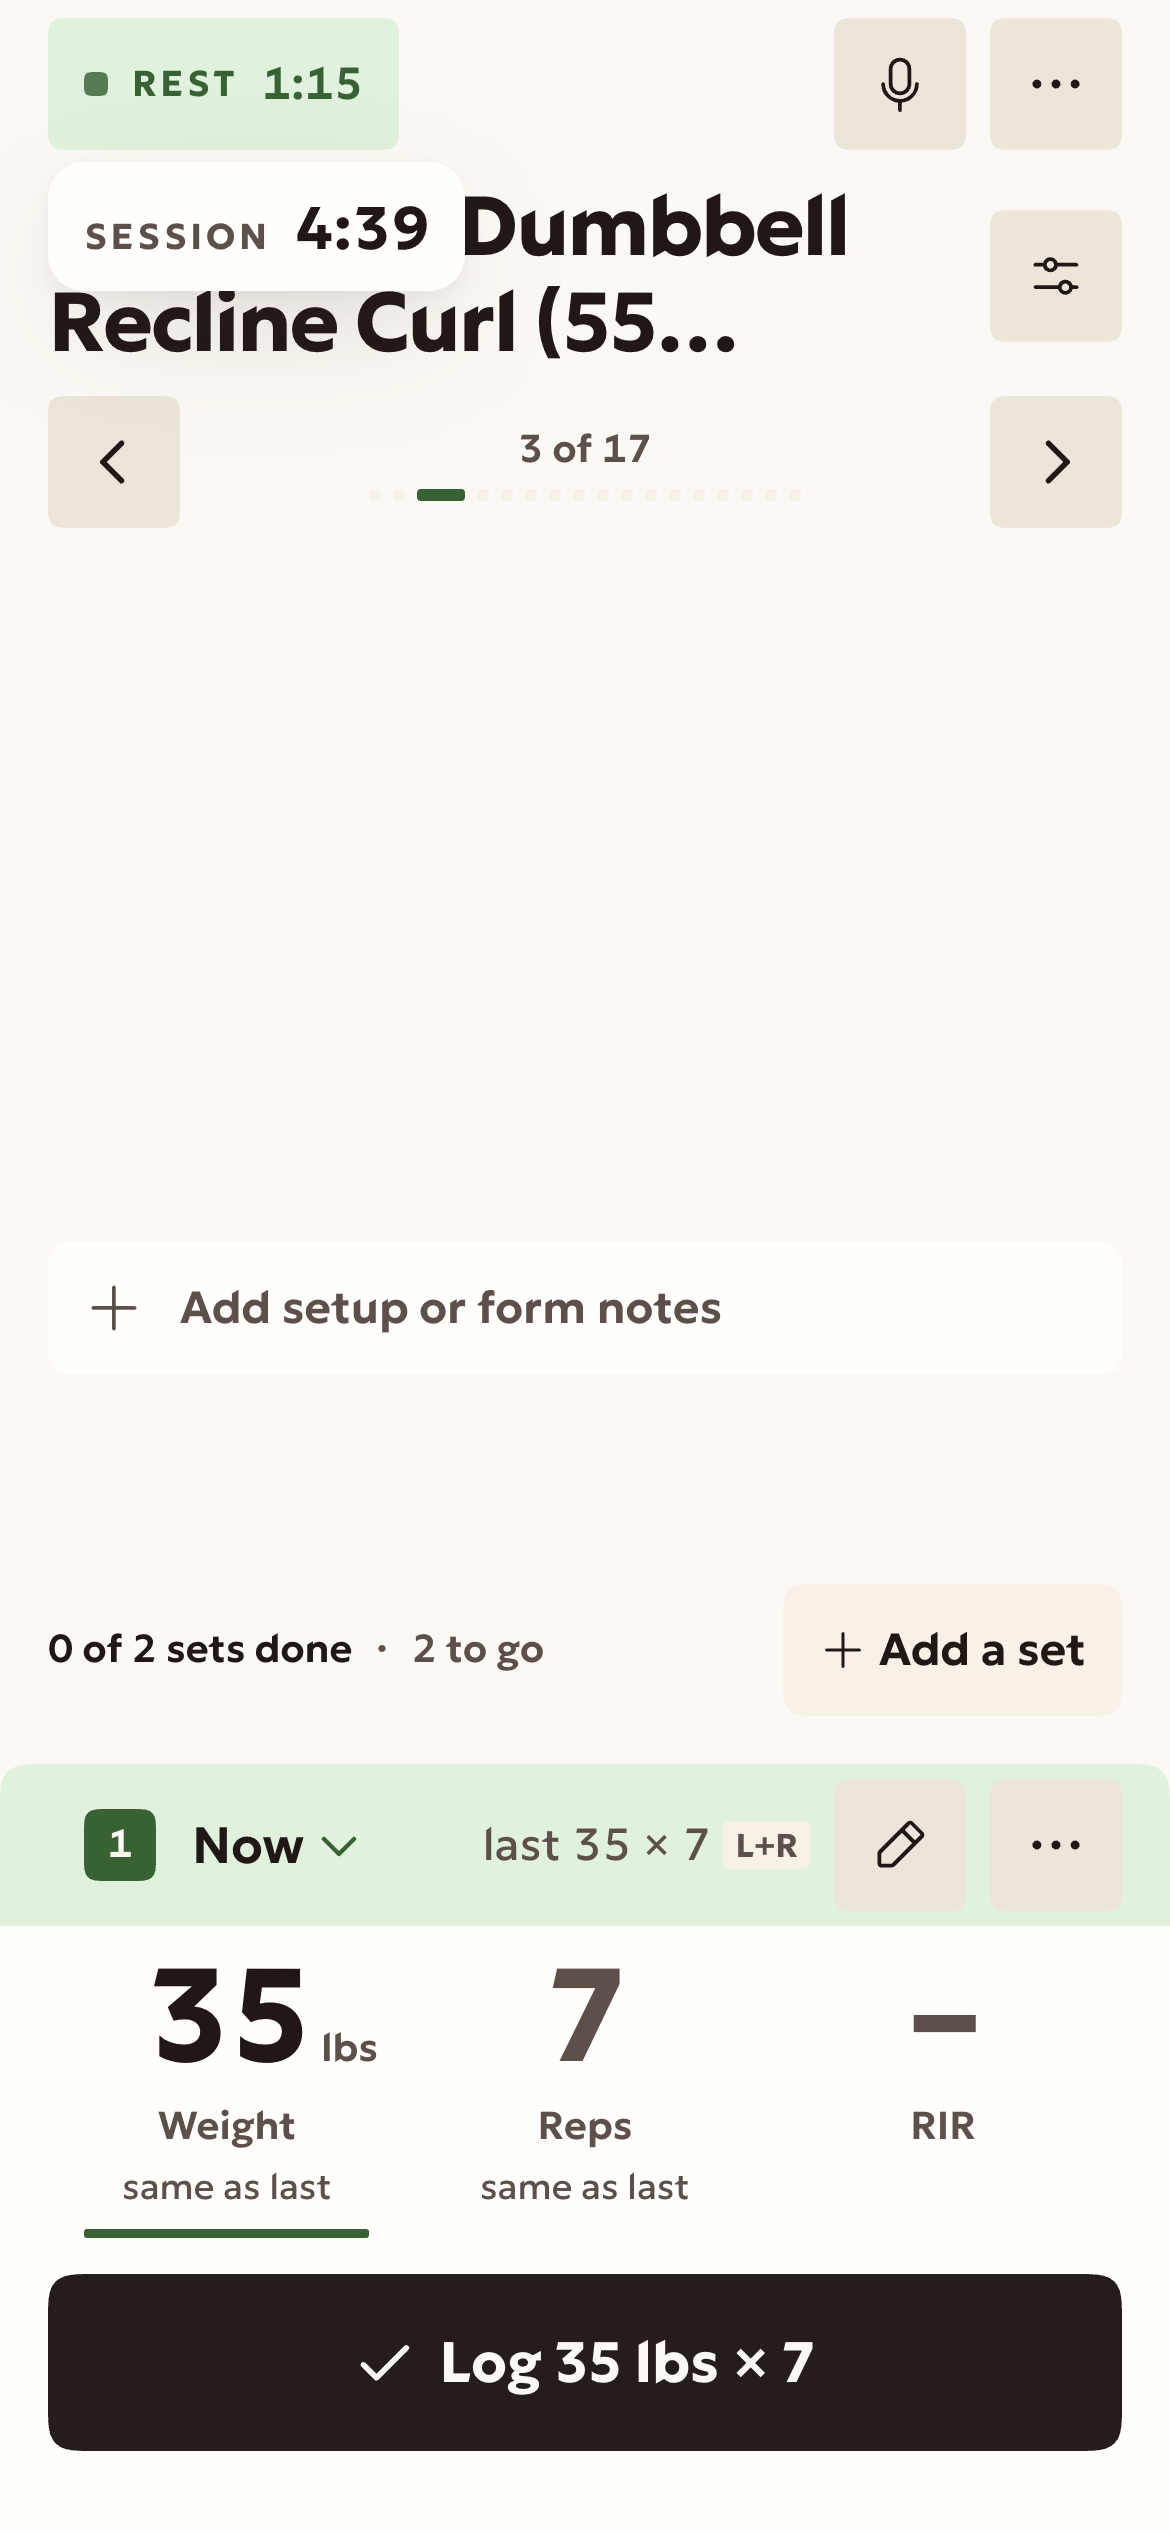 REST 1:15
SESSION 4:39
Dumbbell
Recline Curl (55...
3 of 17
Add setup or form notes
0 of 2 sets done · 2 to go
Add a set
1 Now last 35 × 7 L+R
35 lbs 7 –
Weight Reps RIR
same as last same as last
Log 35 lbs × 7